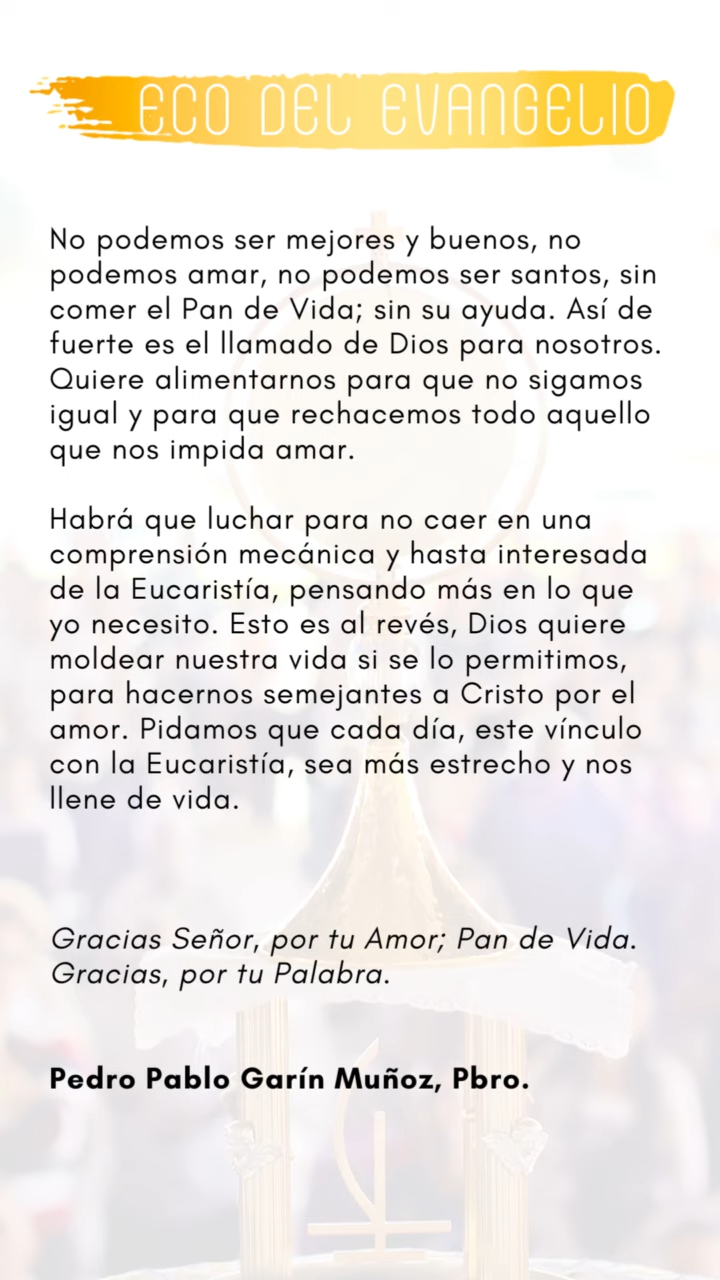 ECO DEL EVANGELIO
No podemos ser mejores y buenos, no
podemos amar, no podemos ser santos, sin
comer el Pan de Vida; sin su ayuda. Así de
fuerte es el llamado de Dios para nosotros.
Quiere alimentarnos para que no sigamos
igual y para que rechacemos todo aquello
que nos impida amar.
Habrá que luchar para no caer en una
comprensión mecánica y hasta interesada
de la Eucaristía, pensando más en lo que
yo necesito. Esto es al revés, Dios quiere
moldear nuestra vida si se lo permitimos,
para hacernos semejantes a Cristo por el
amor. Pidamos que cada día, este vínculo
con la Eucaristía, sea más estrecho y nos
llene de vida.
Gracias Señor, por tu Amor; Pan de Vida.
Gracias, por tu Palabra.
Pedro Pablo Garín Muñoz, Pbro.